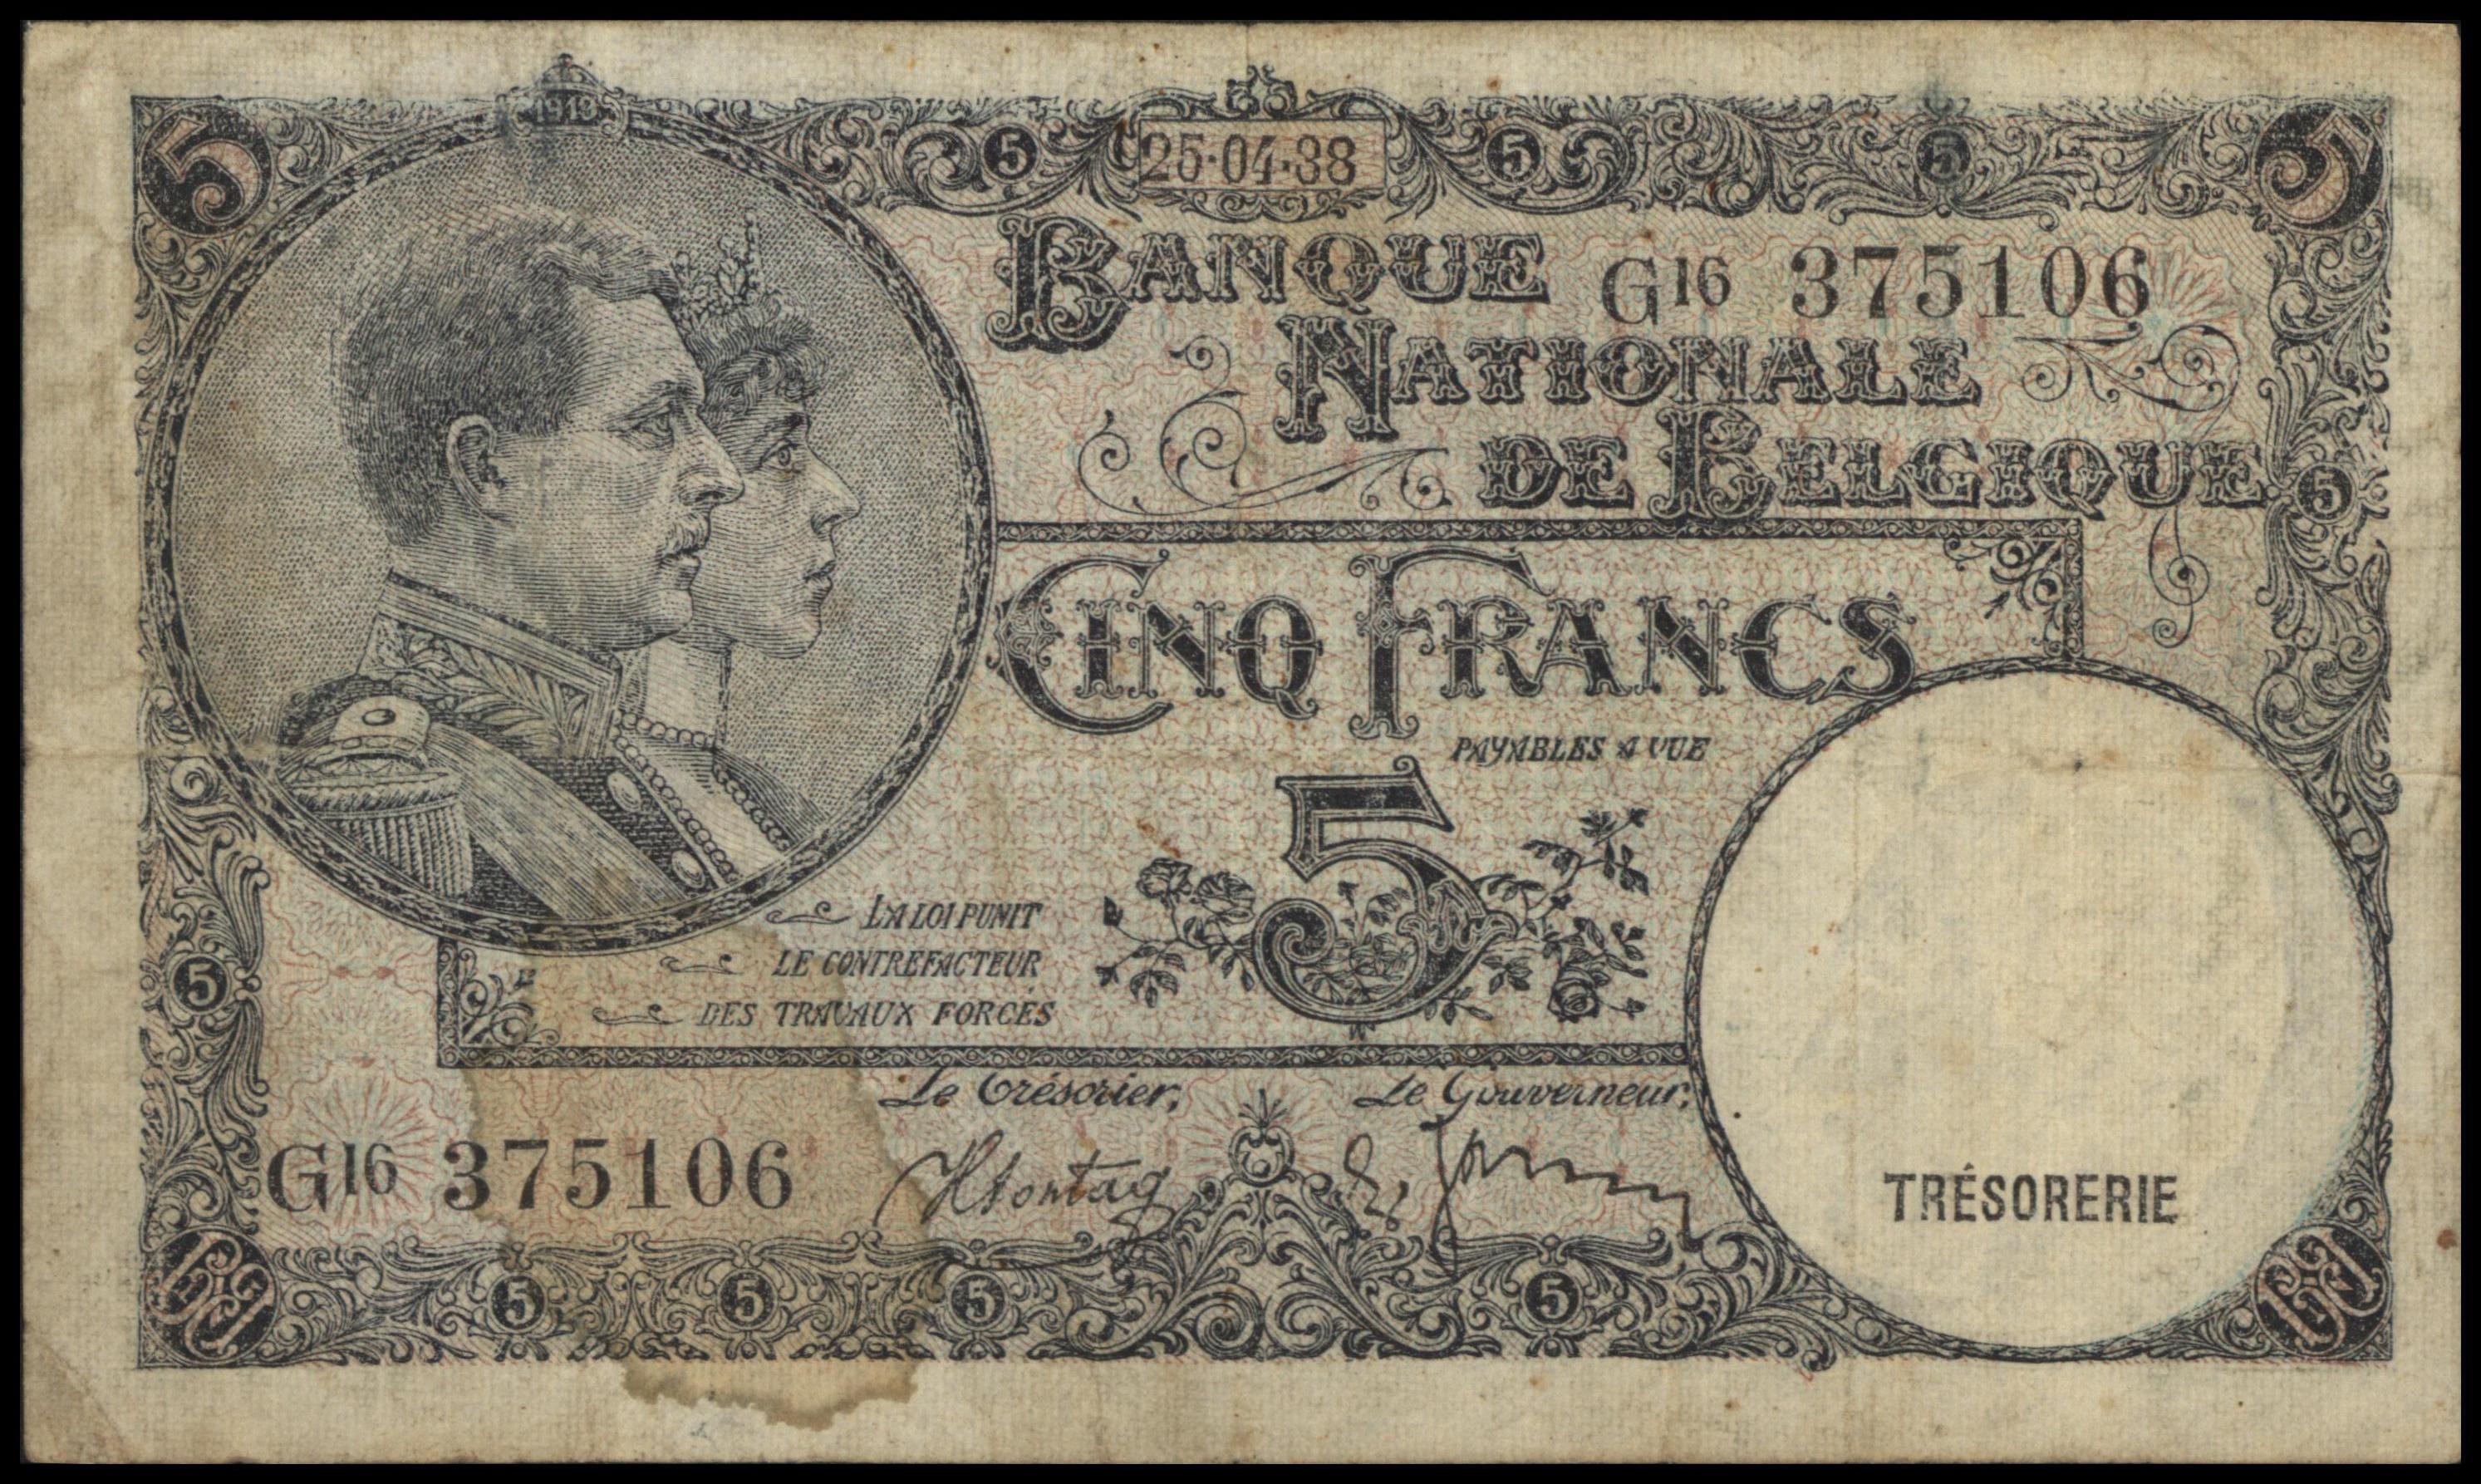 1913
5 5 25·04·38 5 5 5
BANQUE G16 375106
NATIONALE
DE BELGIQUE 5
CINQ FRANCS
PAYABLES A VUE
5
LA LOI PUNIT
LE CONTREFACTEUR
DES TRAVAUX FORCÉS
5
Le Trésorier, Le Gouverneur,
G16 375106
TRÉSORERIE
5 5 5 5